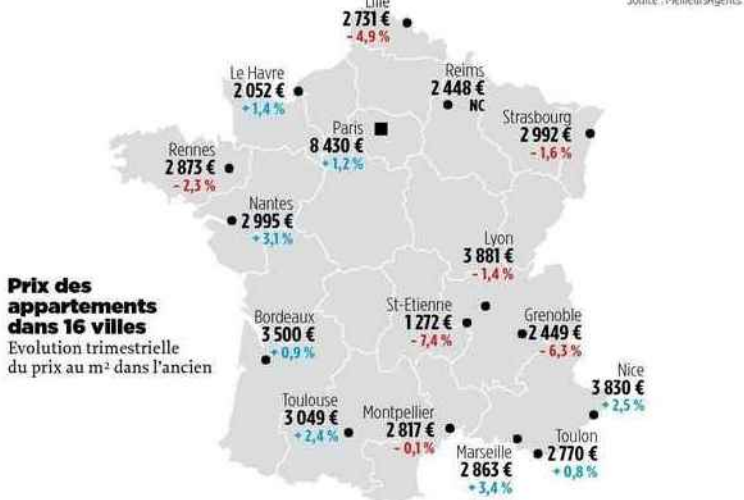 Lille
2 731 €
- 4,9 %
Source : MeilleursAgents
Le Havre
2 052 €
+1,4 %
Reims
2 448 €
NC
Strasbourg
2 992 €
- 1,6 %
Paris
8 430 €
+1,2 %
Rennes
2 873 €
- 2,3 %
Nantes
2 995 €
+3,1 %
Lyon
3 881 €
- 1,4 %
Prix des
appartements
dans 16 villes
Evolution trimestrielle
du prix au m² dans l'ancien
Bordeaux
3 500 €
+0,9 %
St-Etienne
1 272 €
- 7,4 %
Grenoble
2 449 €
- 6,3 %
Nice
3 830 €
+2,5 %
Toulouse
3 049 €
+2,4 %
Montpellier
2 817 €
- 0,1 %
Marseille
2 863 €
+3,4 %
Toulon
2 770 €
+0,8 %